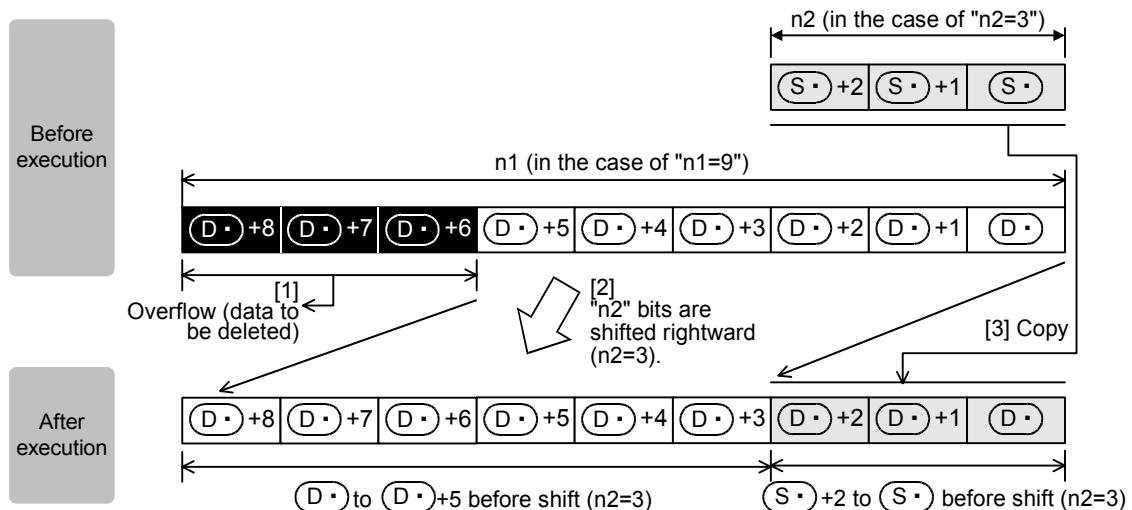 n2 (in the case of "n2=3")
S· +2 S· +1 S·
Before
execution
n1 (in the case of "n1=9")
D· +8 D· +7 D· +6 D· +5 D· +4 D· +3 D· +2 D· +1 D·
[1]
Overflow (data to
be deleted)
[2]
"n2" bits are
shifted rightward
(n2=3).
[3] Copy
After
execution
D· +8 D· +7 D· +6 D· +5 D· +4 D· +3 D· +2 D· +1 D·
D· to D· +5 before shift (n2=3)
S· +2 to S· before shift (n2=3)